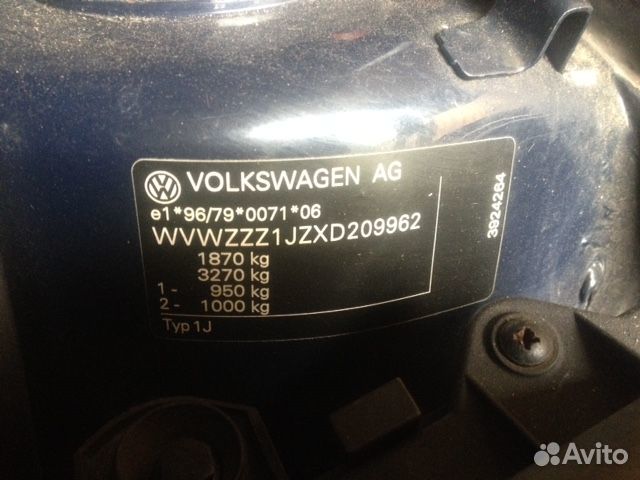 VOLKSWAGEN AG
e1*96/79*0071*06
WVWZZZ1JZXD209962
1870 kg
3270 kg
1- 950 kg
2- 1000 kg
Typ 1J
3924264
Avito